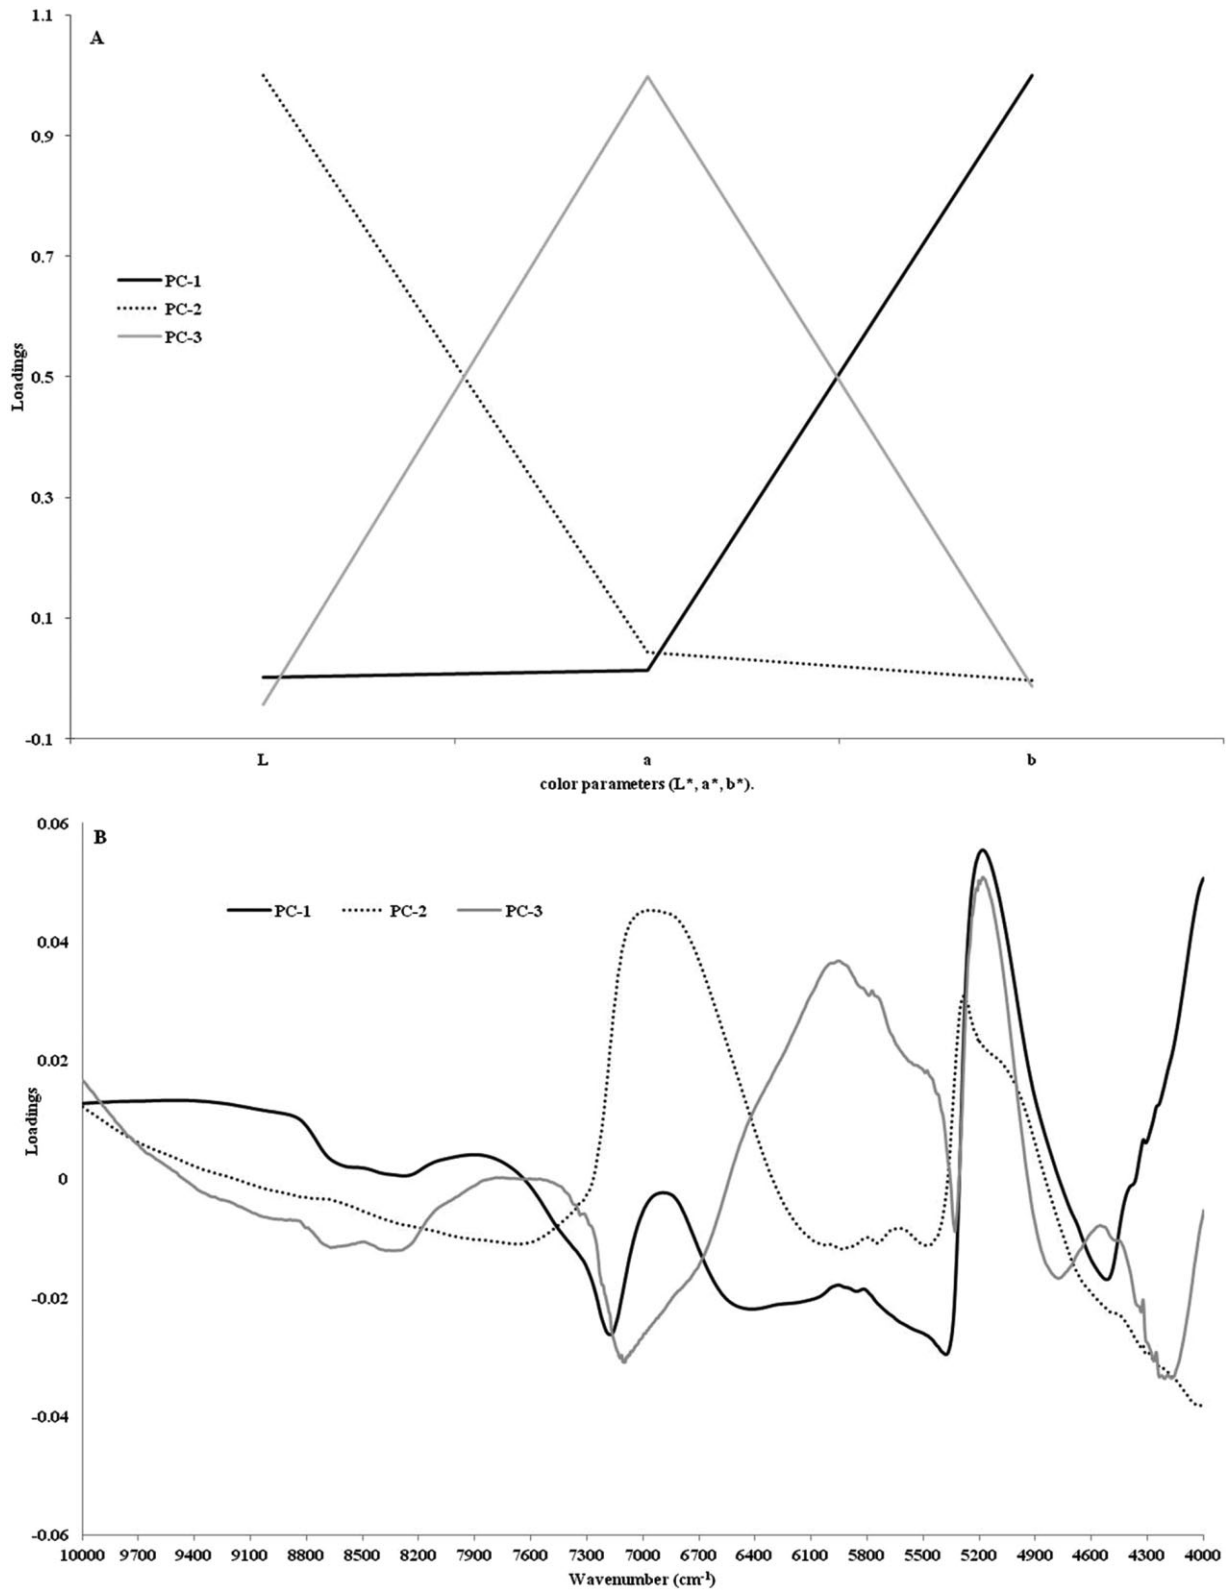 1.1
A
0.9
0.7
PC-1
PC-2
PC-3
0.5
Loadings
0.3
0.1
-0.1
L a b
color parameters (L*, a*, b*).
0.06
B
PC-1 PC-2 PC-3
0.04
0.02
Loadings
0
-0.02
-0.04
-0.06
10000 9700 9400 9100 8800 8500 8200 7900 7600 7300 7000 6700 6400 6100 5800 5500 5200 4900 4600 4300 4000
Wavenumber (cm-1)